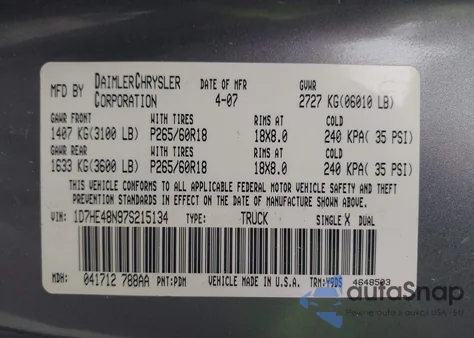 MFD BY DAIMLERCHRYSLER CORPORATION DATE OF MFR 4-07 GVWR 2727 KG(06010 LB)
GAWR FRONT WITH TIRES RIMS AT COLD
1407 KG(3100 LB) P265/60R18 18X8.0 240 KPA( 35 PSI)
GAWR REAR WITH TIRES RIMS AT COLD
1633 KG(3600 LB) P265/60R18 18X8.0 240 KPA( 35 PSI)
THIS VEHICLE CONFORMS TO ALL APPLICABLE FEDERAL MOTOR VEHICLE SAFETY AND THEFT
PREVENTION STANDARDS IN EFFECT ON THE DATE OF MANUFACTURE SHOWN ABOVE.
VIN: 1D7HE48N97S215134 TYPE: TRUCK SINGLE X DUAL
MDH: 041712 788AA PNT:PDM VEHICLE MADE IN U.S.A. TRM:Y9D5 4648503
autoSnap